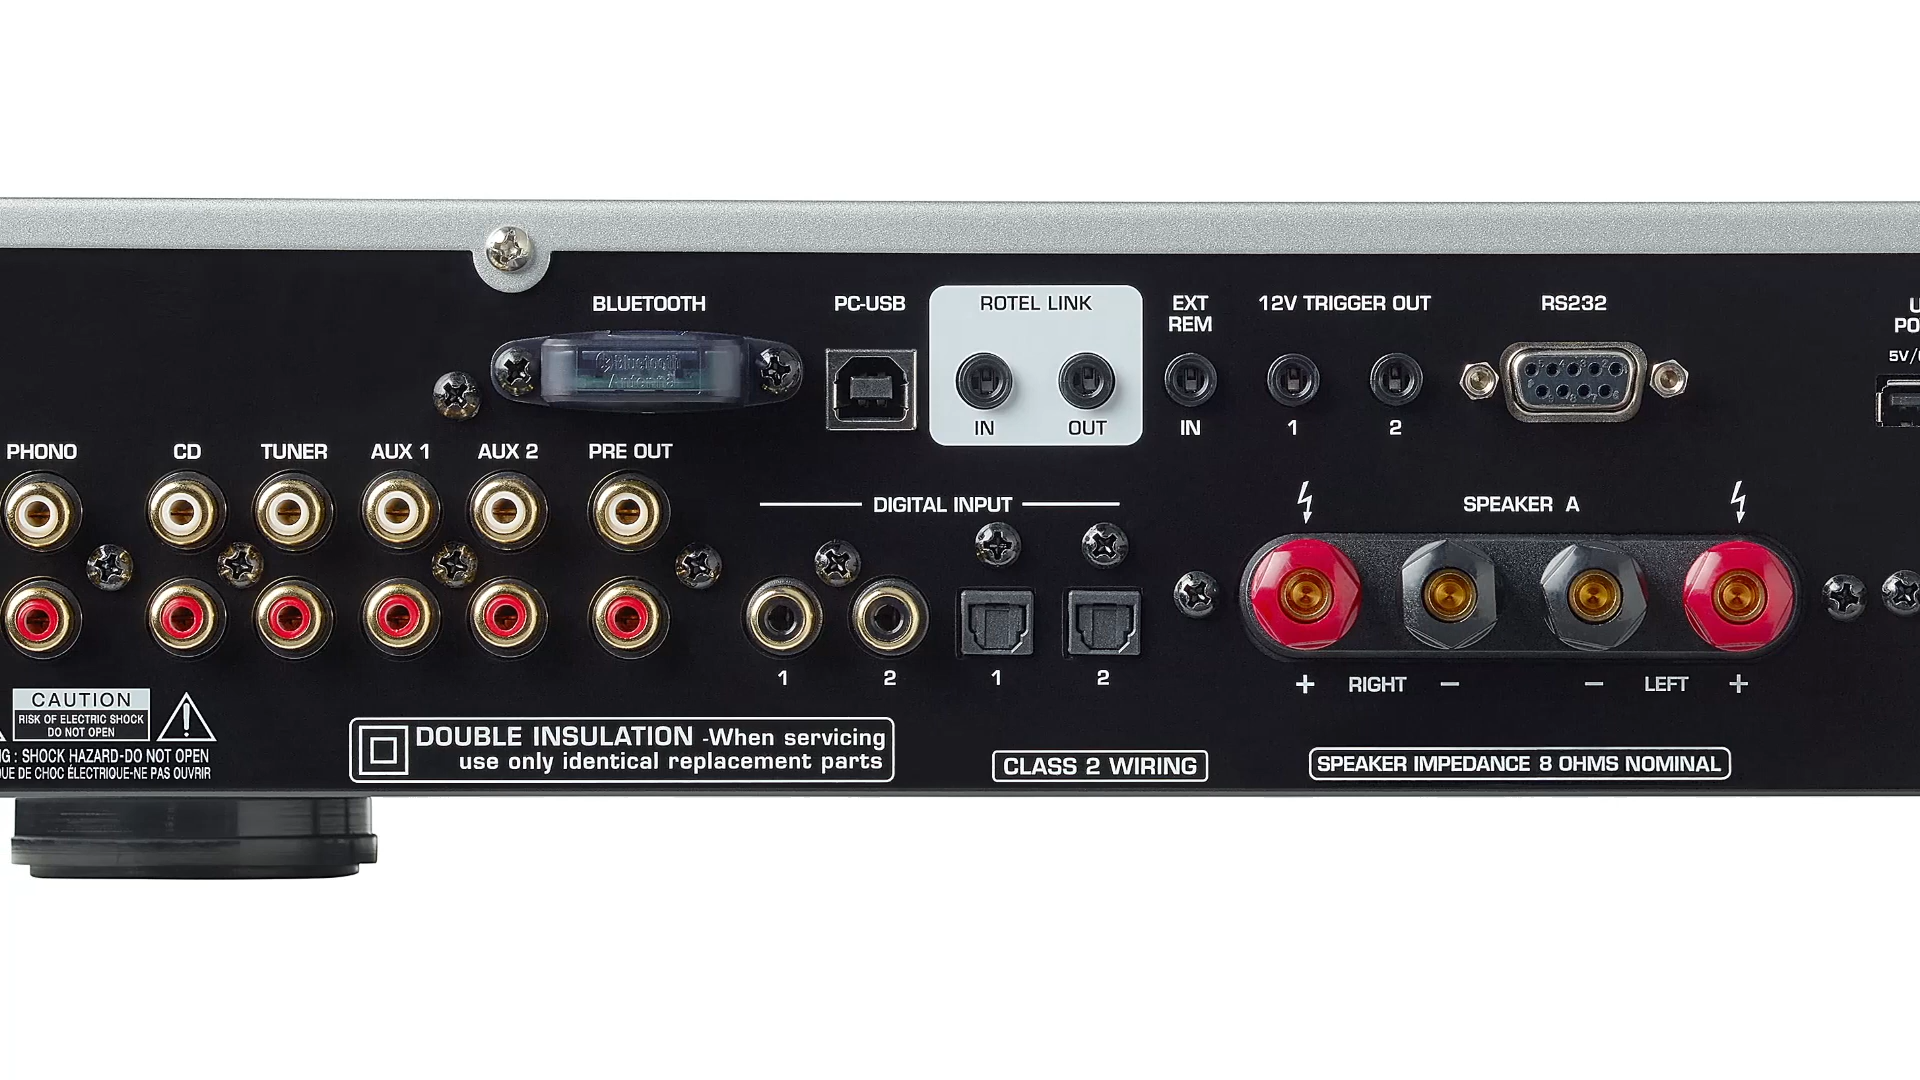 BLUETOOTH
PC-USB
ROTEL LINK
EXT
REM
12V TRIGGER OUT
RS232
5V/
IN
OUT
IN
1
2
PHONO
CD
TUNER
AUX 1
AUX 2
PRE OUT
DIGITAL INPUT
SPEAKER A
1
2
1
2
+ RIGHT −
− LEFT +
CAUTION
RISK OF ELECTRIC SHOCK
DO NOT OPEN
: SHOCK HAZARD-DO NOT OPEN
DE CHOC ÉLECTRIQUE-NE PAS OUVRIR
DOUBLE INSULATION -When servicing
use only identical replacement parts
CLASS 2 WIRING
SPEAKER IMPEDANCE 8 OHMS NOMINAL